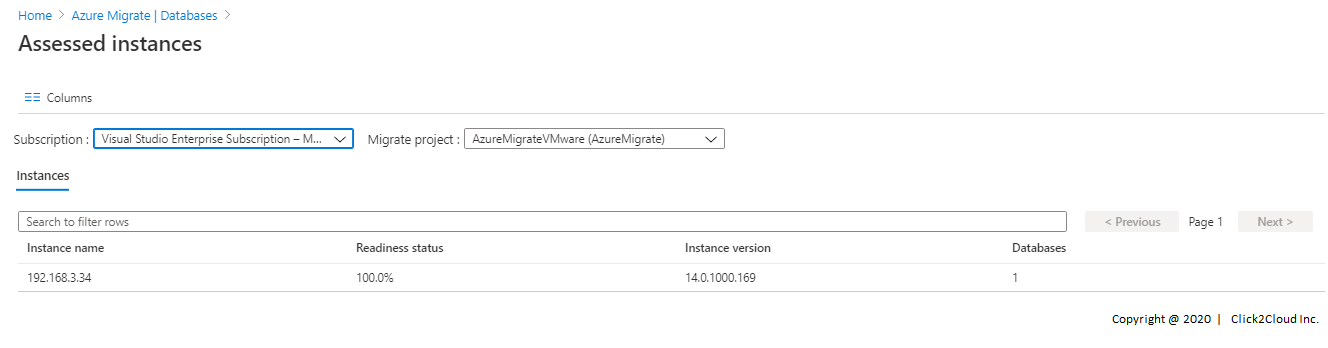 Home > Azure Migrate | Databases >
Assessed instances
Columns
Subscription : Visual Studio Enterprise Subscription – M... Migrate project : AzureMigrateVMware (AzureMigrate)
Instances
Search to filter rows < Previous Page 1 Next >
Instance name Readiness status Instance version Databases
192.168.3.34 100.0% 14.0.1000.169 1
Copyright @ 2020 | Click2Cloud Inc.